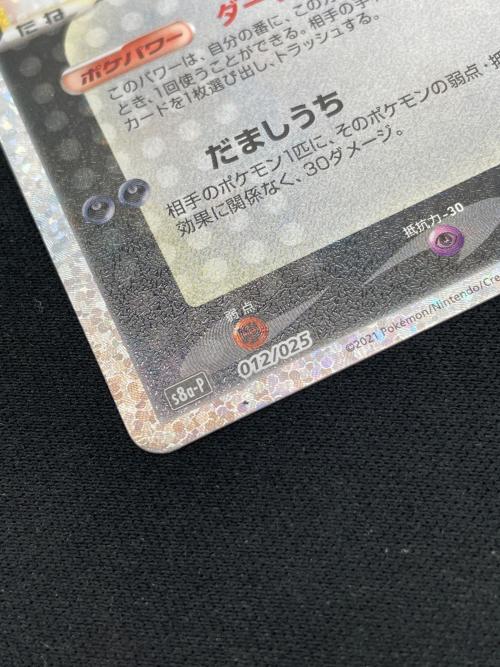 たね
ダー
ポケパワー
このパワーは、自分の番に、この
とき、1回使うことができる。相手の手
カードを1枚選び出し、トラッシュする。
だましうち
相手のポケモン1匹に、そのポケモンの弱点・抵
効果に関係なく、30ダメージ。
抵抗力 -30
弱点
012/025
s8a-P
©2021 Pokémon/Nintendo/Cre